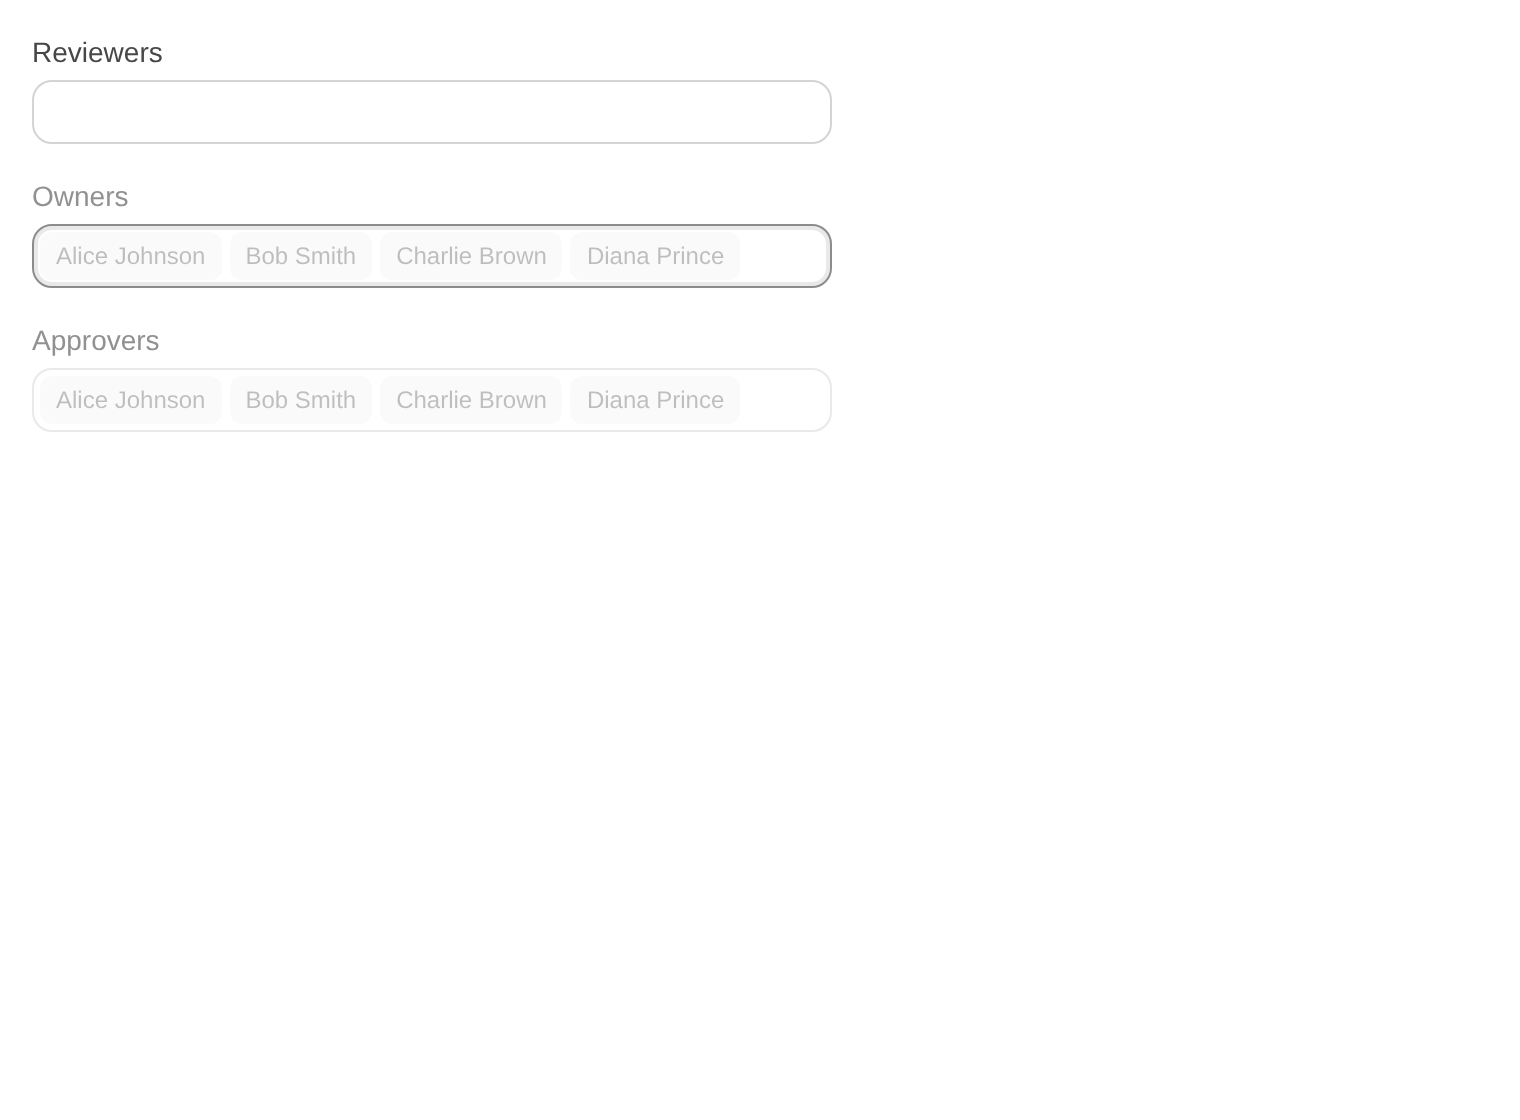 Reviewers
Owners
Alice Johnson Bob Smith Charlie Brown Diana Prince
Approvers
Alice Johnson Bob Smith Charlie Brown Diana Prince